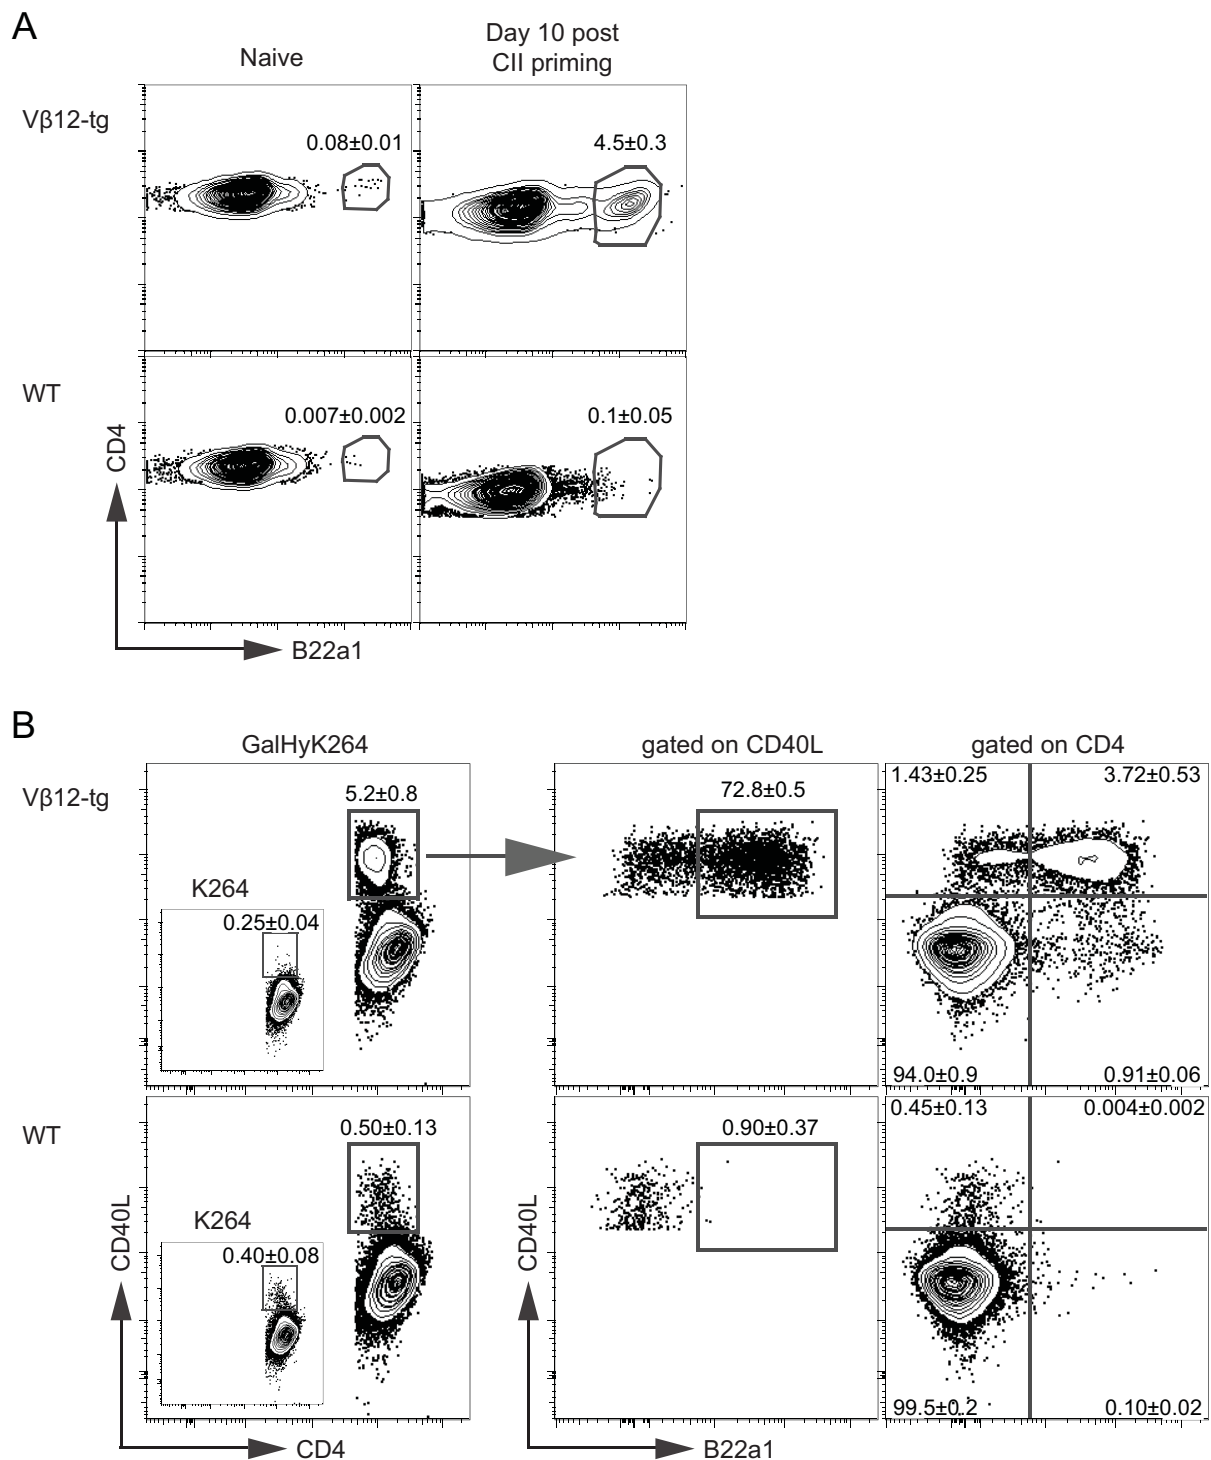 A
Naive
Day 10 post
CII priming
Vβ12-tg
0.08±0.01
4.5±0.3
WT
0.007±0.002
0.1±0.05
CD4
B22a1
B
GalHyK264
gated on CD40L
gated on CD4
Vβ12-tg
5.2±0.8
72.8±0.5
1.43±0.25
3.72±0.53
K264
0.25±0.04
94.0±0.9
0.91±0.06
WT
0.50±0.13
0.90±0.37
0.45±0.13
0.004±0.002
K264
0.40±0.08
CD40L
CD40L
99.5±0.2
0.10±0.02
CD4
B22a1